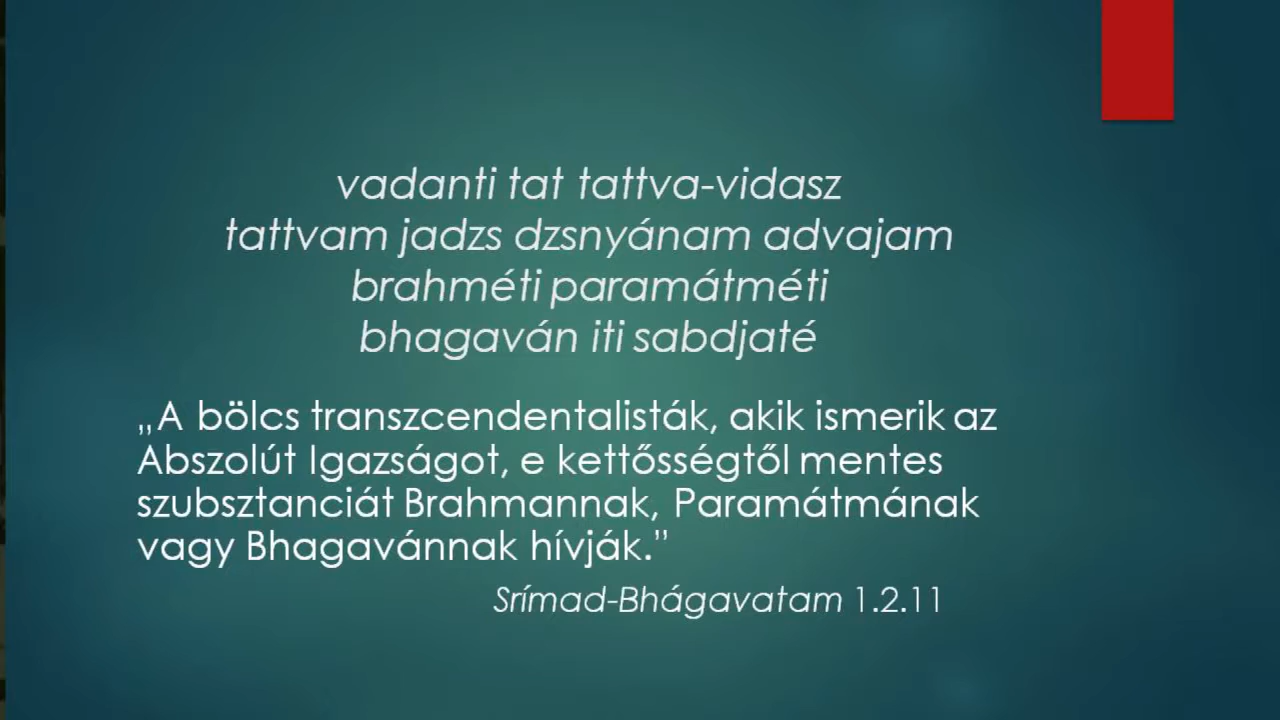 vadanti tat tattva-vidasz
tattvam jadzs dzsnyánam advajam
brahméti paramátméti
bhagaván iti sabdjaté
„A bölcs transzcendentalisták, akik ismerik az
Abszolút Igazságot, e kettősségtől mentes
szubsztanciát Brahmannak, Paramátmának
vagy Bhagavánnak hívják.”
Srímad-Bhágavatam 1.2.11